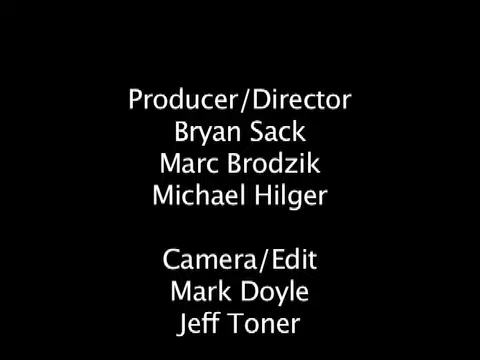 Producer/Director
Bryan Sack
Marc Brodzik
Michael Hilger
Camera/Edit
Mark Doyle
Jeff Toner